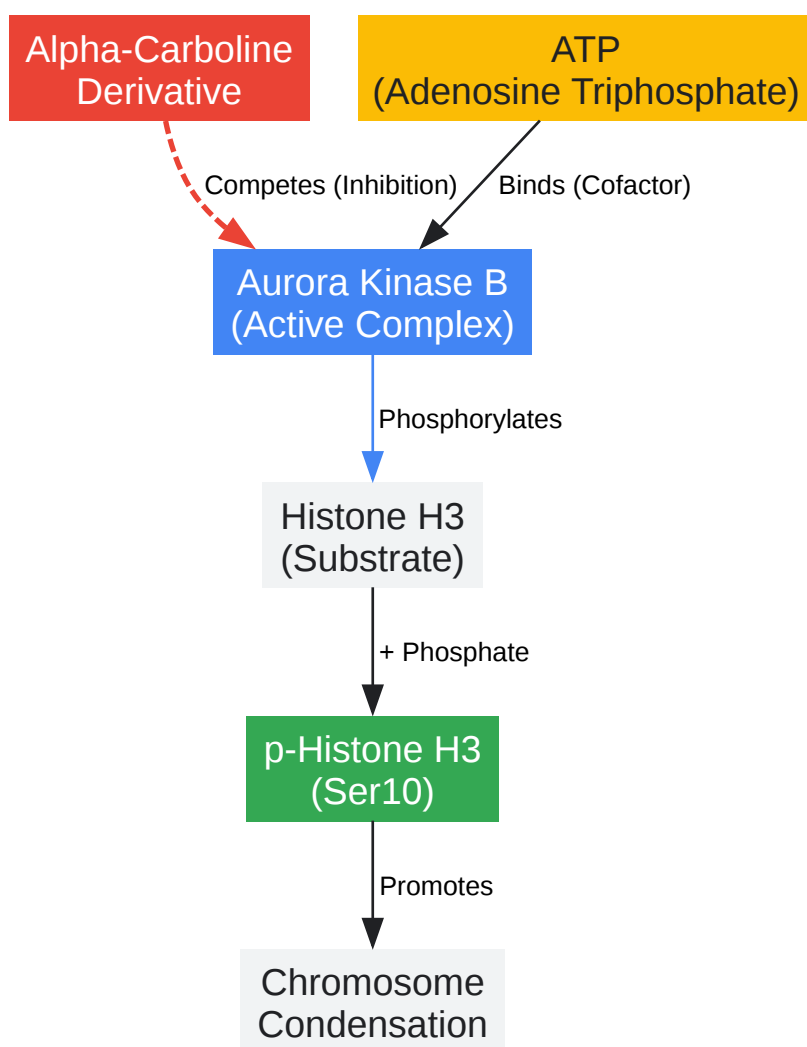 Alpha-Carboline
Derivative
ATP
(Adenosine Triphosphate)
Competes (Inhibition)
Binds (Cofactor)
Aurora Kinase B
(Active Complex)
Phosphorylates
Histone H3
(Substrate)
+ Phosphate
p-Histone H3
(Ser10)
Promotes
Chromosome
Condensation